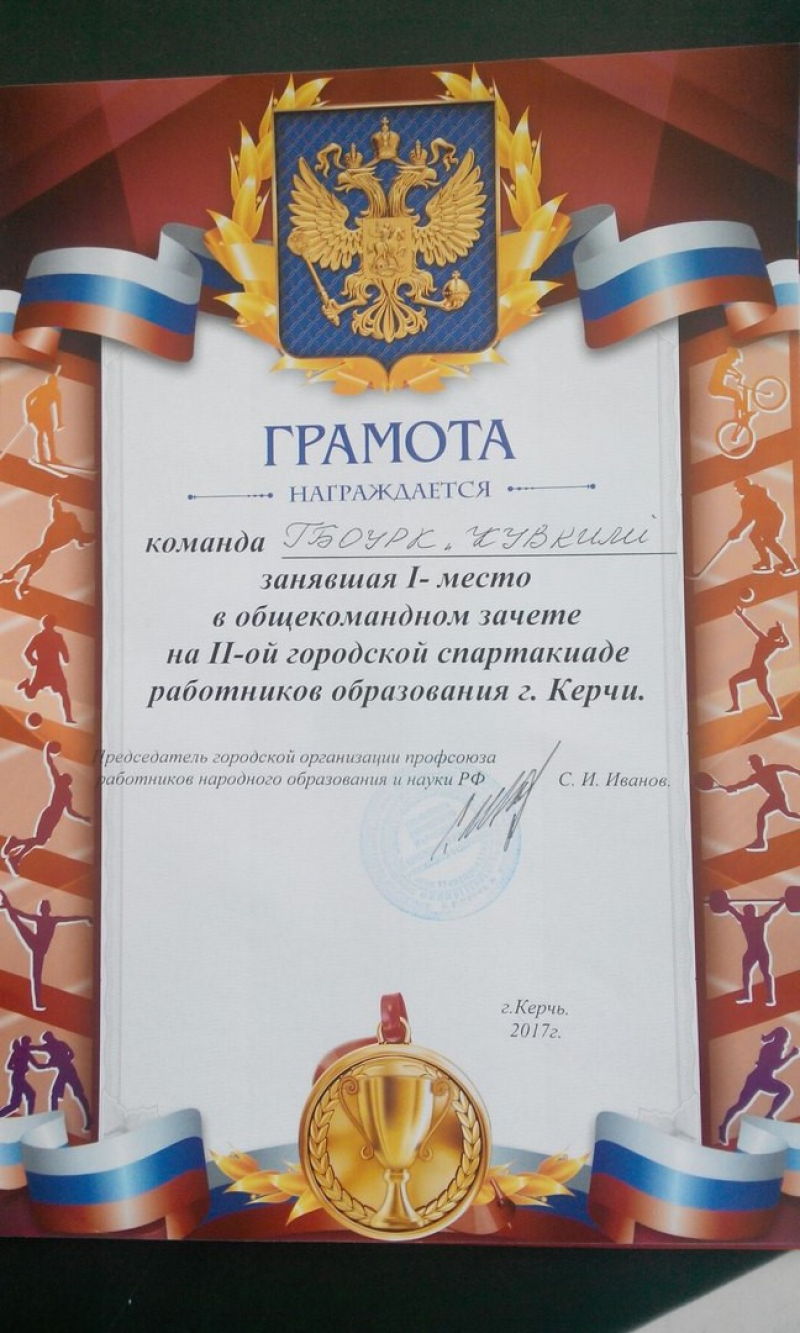 ГРАМОТА
НАГРАЖДАЕТСЯ
команда ГБОУРК
занявшая I- место
в общекомандном зачете
на II-ой городской спартакиаде
работников образования г. Керчи.
Председатель городской организации профсоюза
работников народного образования и науки РФ С. И. Иванов.
г.Керчь.
2017г.